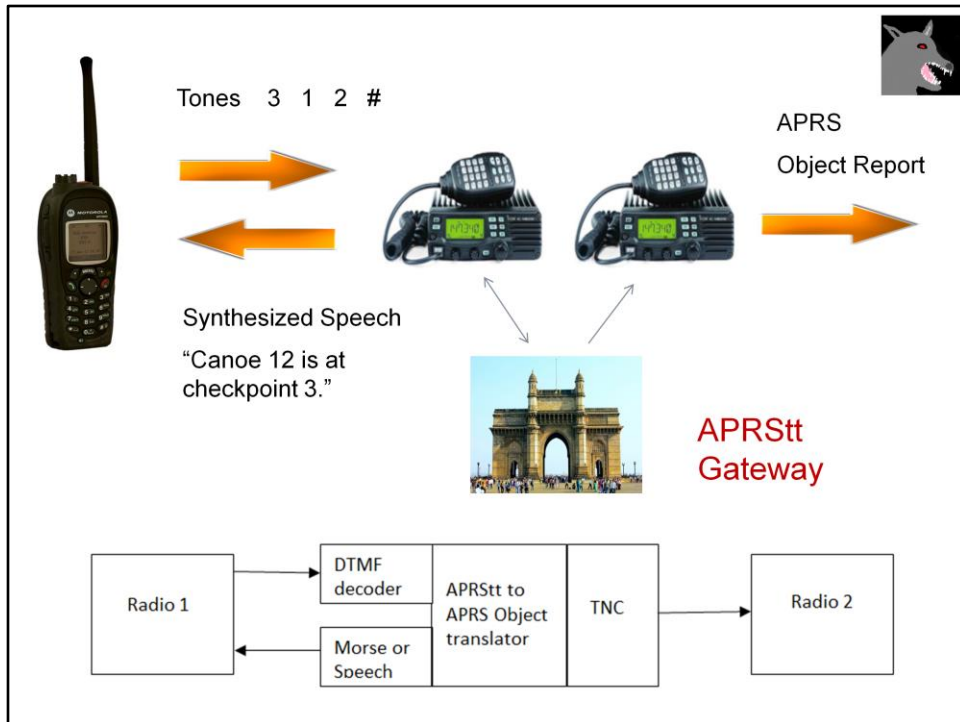 Tones 3 1 2 #
APRS
Object Report
MOTOROLA
Synthesized Speech
“Canoe 12 is at
checkpoint 3.”
APRStt
Gateway
Radio 1
DTMF
decoder
Morse or
Speech
APRStt to
APRS Object
translator
TNC
Radio 2